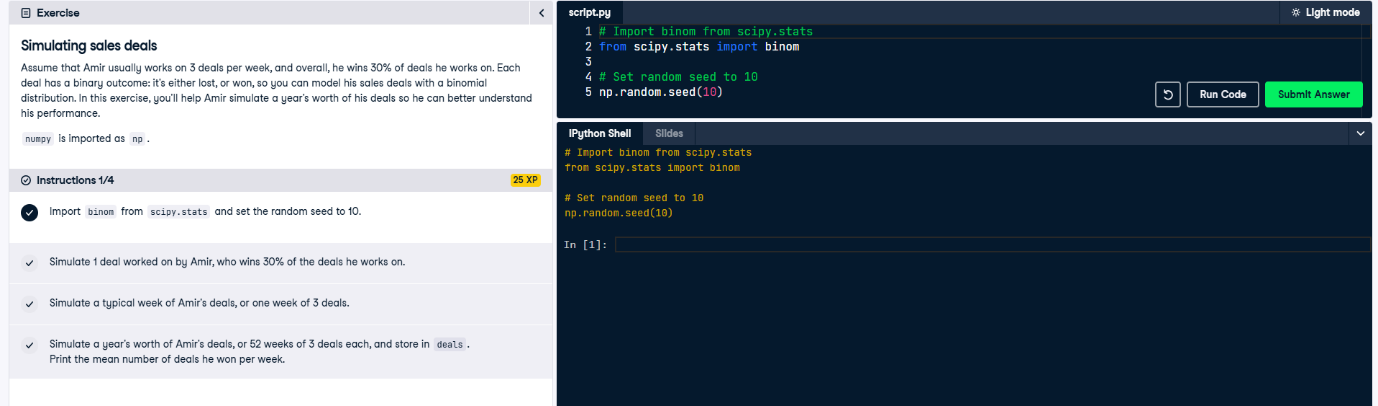 Exercise
Simulating sales deals
Assume that Amir usually works on 3 deals per week, and overall, he wins 30% of deals he works on. Each
deal has a binary outcome: it's either lost, or won, so you can model his sales deals with a binomial
distribution. In this exercise, you'll help Amir simulate a year's worth of his deals so he can better understand
his performance.
numpy is imported as np .
Instructions 1/4
25 XP
Import binom from scipy.stats and set the random seed to 10.
Simulate 1 deal worked on by Amir, who wins 30% of the deals he works on.
Simulate a typical week of Amir's deals, or one week of 3 deals.
Simulate a year's worth of Amir's deals, or 52 weeks of 3 deals each, and store in deals .
Print the mean number of deals he won per week.
script.py
Light mode
1 # Import binom from scipy.stats
2 from scipy.stats import binom
3
4 # Set random seed to 10
5 np.random.seed(10)
Run Code
Submit Answer
IPython Shell
Slides
# Import binom from scipy.stats
from scipy.stats import binom
# Set random seed to 10
np.random.seed(10)
In [1]: